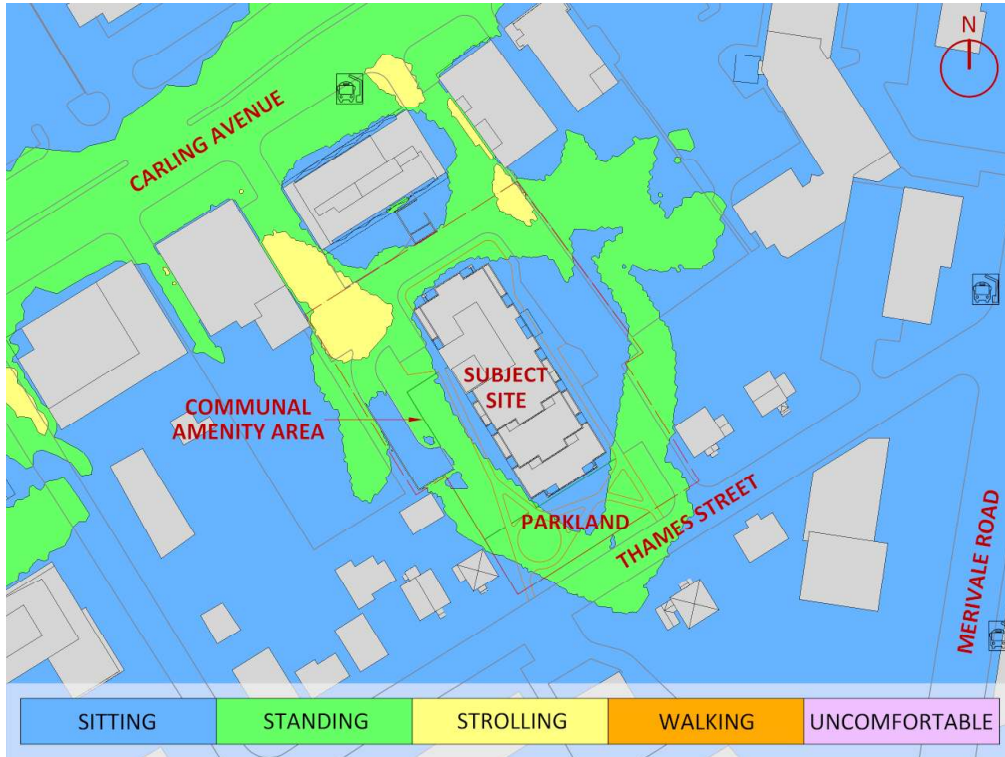 N
CARLING AVENUE
SUBJECT
SITE
COMMUNAL
AMENITY AREA
PARKLAND
THAMES STREET
MERIVALE ROAD
SITTING
STANDING
STROLLING
WALKING
UNCOMFORTABLE